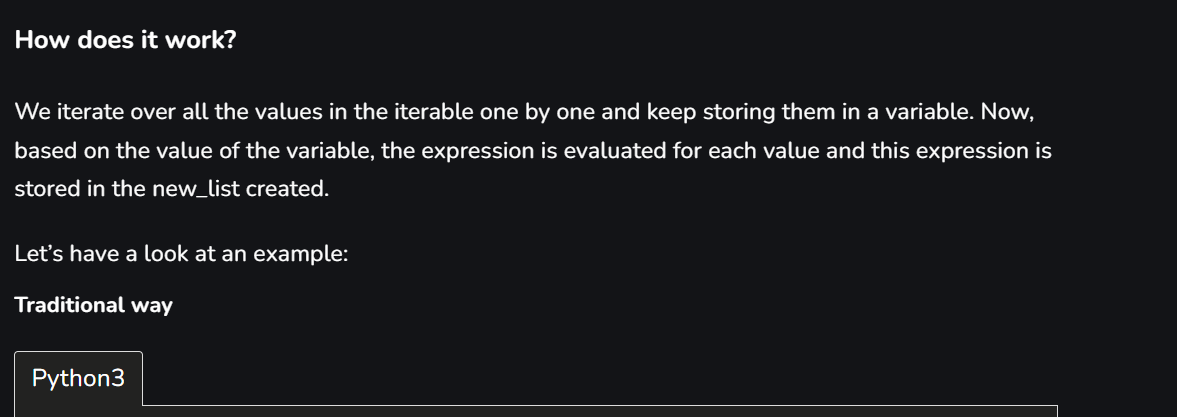 How does it work?
We iterate over all the values in the iterable one by one and keep storing them in a variable. Now,
based on the value of the variable, the expression is evaluated for each value and this expression is
stored in the new_list created.
Let’s have a look at an example:
Traditional way
Python3